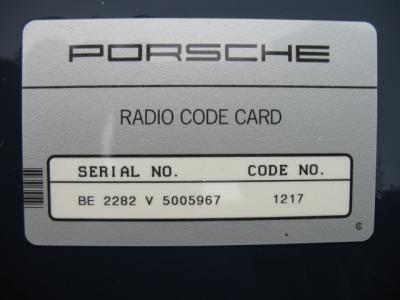 PORSCHE
RADIO CODE CARD
SERIAL NO. CODE NO.
BE 2282 V 5005967 1217